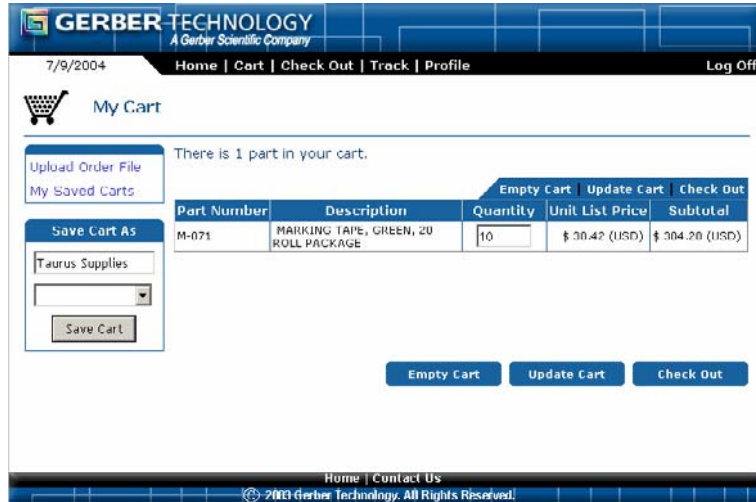 GERBER TECHNOLOGY
A Gerber Scientific Company
7/9/2004 Home | Cart | Check Out | Track | Profile Log Off
My Cart
Upload Order File
My Saved Carts
There is 1 part in your cart.
Empty Cart | Update Cart | Check Out
Part Number Description Quantity Unit List Price Subtotal
M-071 MARKING TAPE, GREEN, 20 10 $ 30.42 (USD) $ 304.20 (USD)
ROLL PACKAGE
Save Cart As
Taurus Supplies
Save Cart
Empty Cart Update Cart Check Out
Home | Contact Us
© 2003 Gerber Technology. All Rights Reserved.